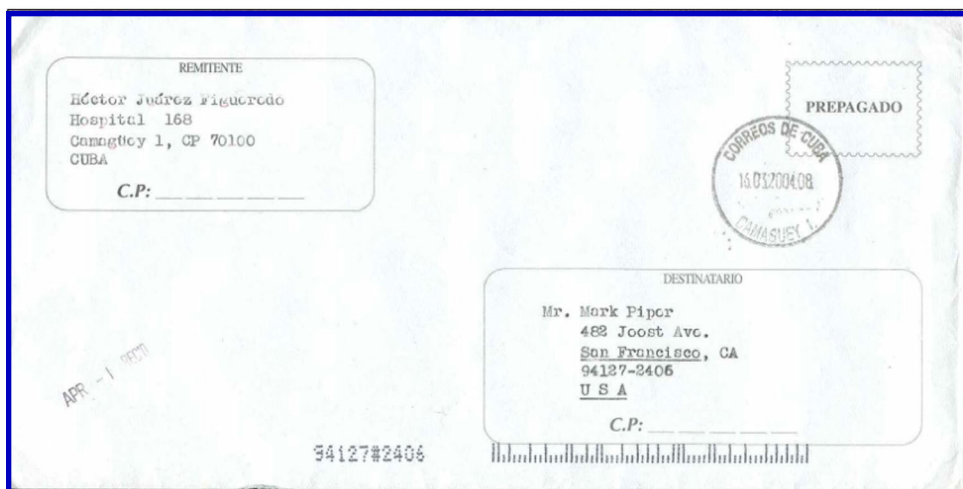 REMITENTE
Héctor Juárez Figueredo
Hospital 168
Camagüey 1, CP 70100
CUBA
C.P:
PREPAGADO
CORREOS DE CUBA
16.03.2004.08
CAMAGUEY 1.
DESTINATARIO
Mr. Mark Piper
482 Joost Ave.
San Francisco, CA
94127-2406
U S A
C.P:
APR - 1 REC'D
94127#2406